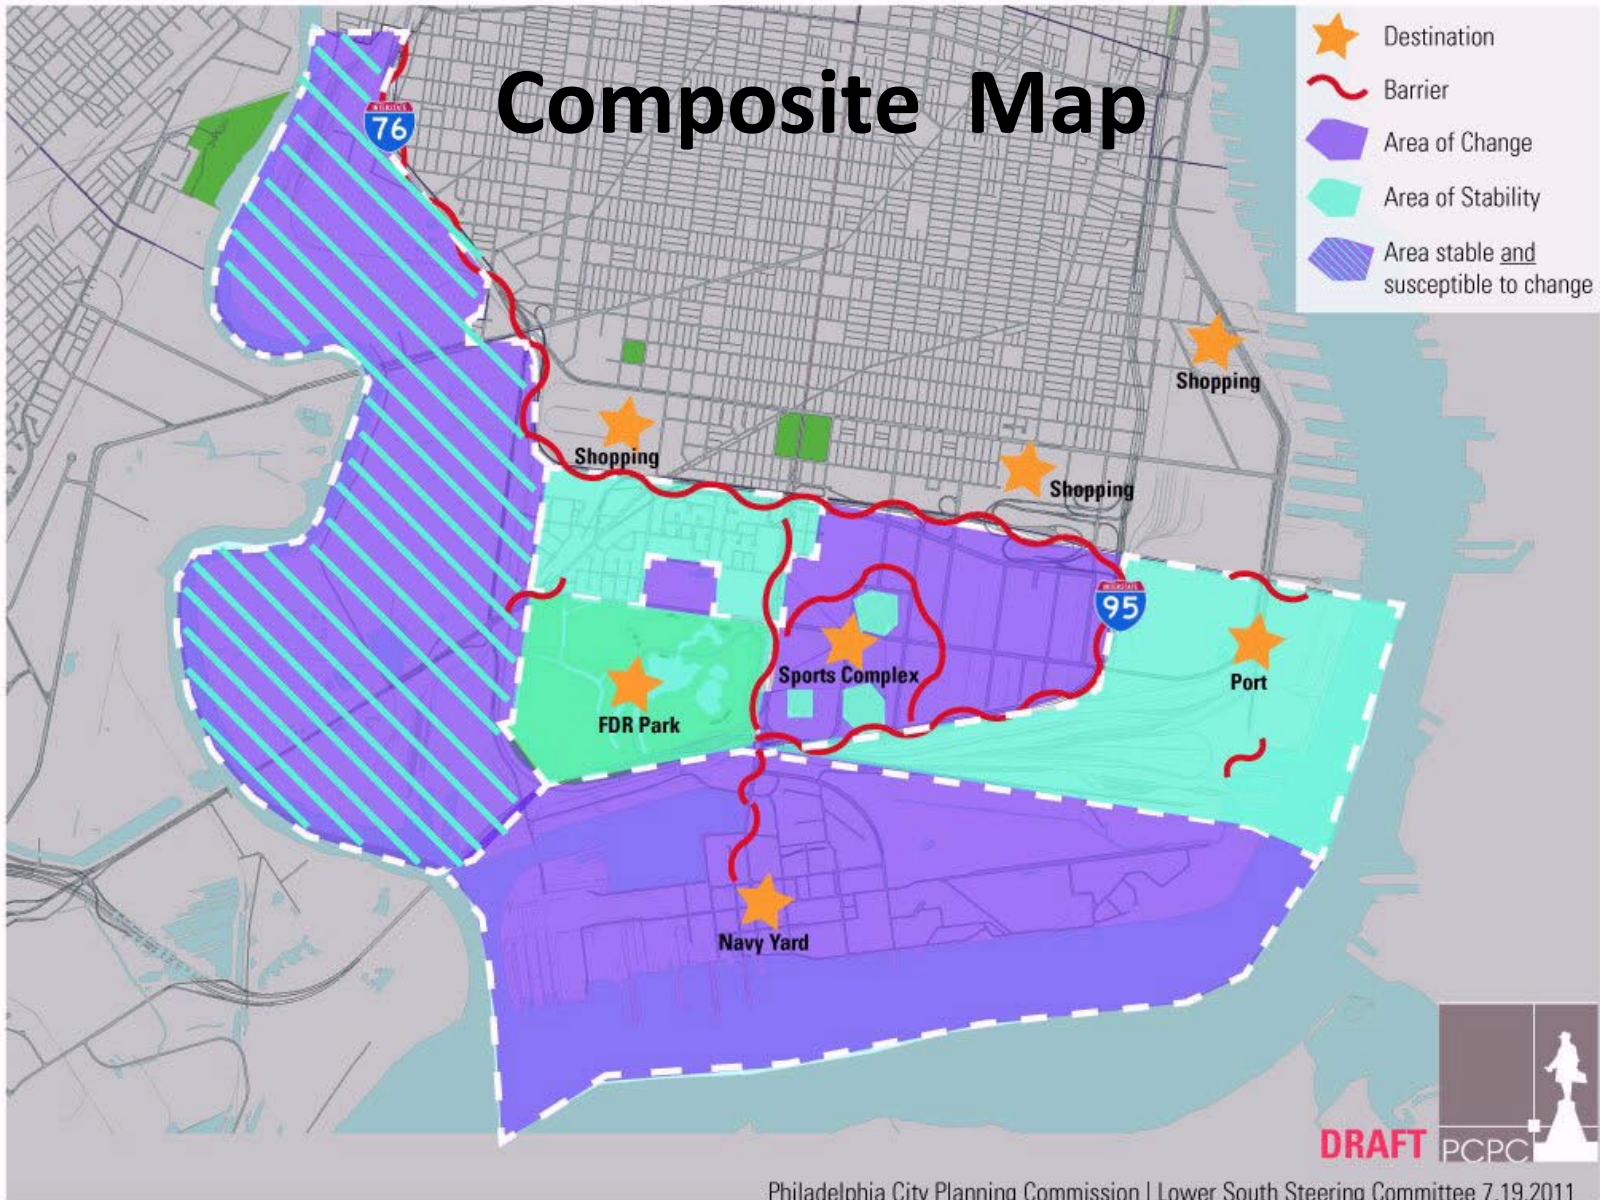 Composite Map
Destination
Barrier
Area of Change
Area of Stability
Area stable and
susceptible to change
INTERSTATE
76
Shopping
Shopping
Shopping
INTERSTATE
95
Sports Complex
Port
FDR Park
Navy Yard
DRAFT
PCPC
Philadelphia City Planning Commission | Lower South Steering Committee 7.19.2011